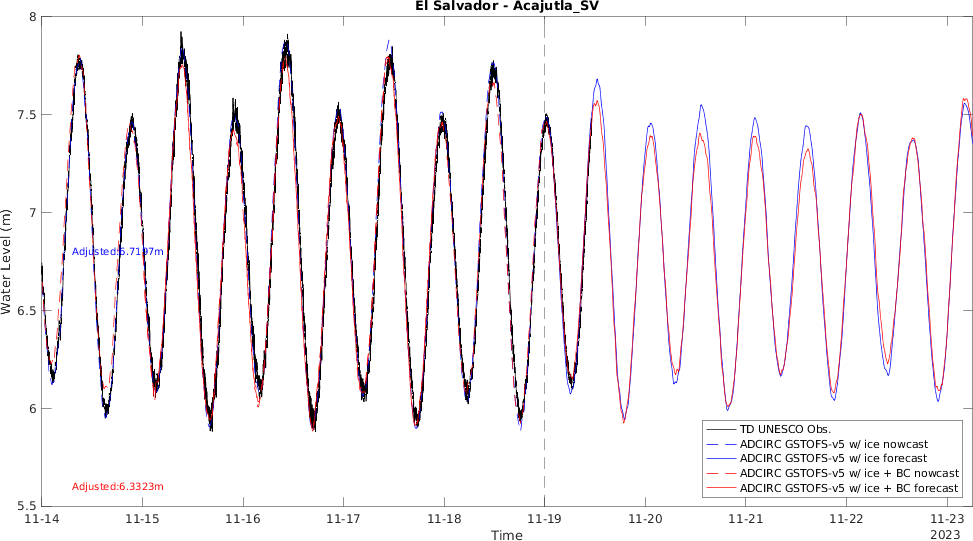 El Salvador - Acajutla_SV
8
7.5
7
6.5
6
5.5
Water Level (m)
Adjusted:6.7197m
Adjusted:6.3323m
TD UNESCO Obs.
ADCIRC GSTOFS-v5 w/ ice nowcast
ADCIRC GSTOFS-v5 w/ ice forecast
ADCIRC GSTOFS-v5 w/ ice + BC nowcast
ADCIRC GSTOFS-v5 w/ ice + BC forecast
11-14 11-15 11-16 11-17 11-18 11-19 11-20 11-21 11-22 11-23
Time
2023